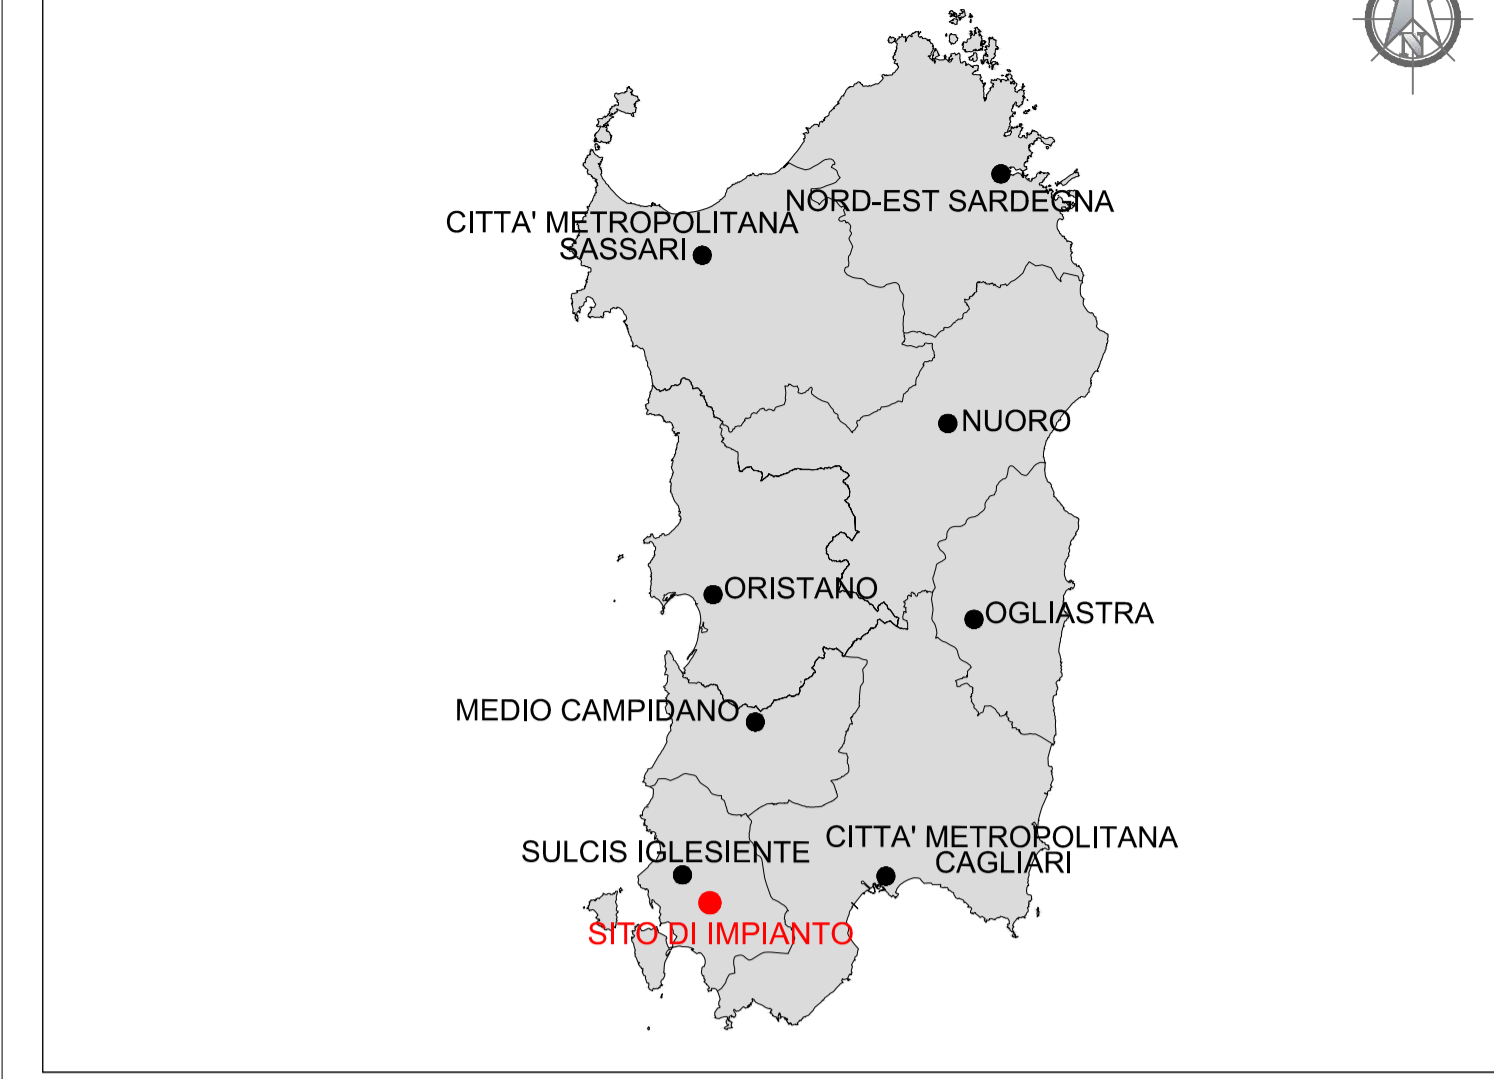 N
NORD-EST SARDEGNA
CITTA' METROPOLITANA
SASSARI
NUORO
ORISTANO
OGLIASTRA
MEDIO CAMPIDANO
CITTA' METROPOLITANA
CAGLIARI
SULCIS IGLESIENTE
SITO DI IMPIANTO